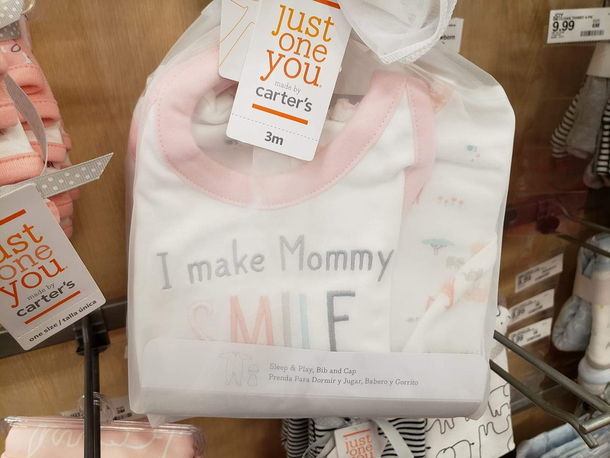 just
one
you
made by
carter's
3m
I make Mommy
SMILE
Sleep & Play, Bib and Cap
Prenda Para Dormir y Jugar, Babero y Gorrito
just
one
you
made by
carter's
one size / talla única
9.99
just
one